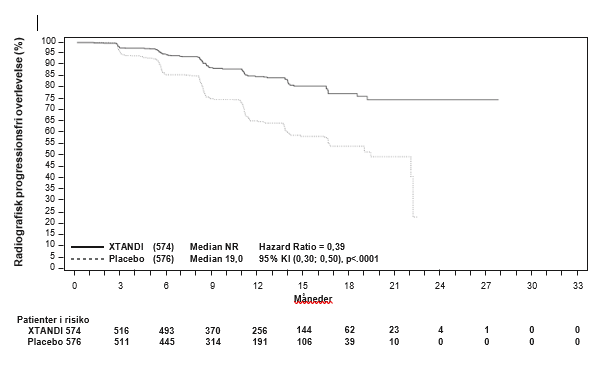 Radiografisk progressionsfri overlevelse (%)
100
95
90
85
80
75
70
65
60
55
50
45
40
35
30
25
20
15
10
5
0
XTANDI (574) Median NR Hazard Ratio = 0,39
Placebo (576) Median 19,0 95% KI (0,30; 0,50), p<.0001
0 3 6 9 12 15 18 21 24 27 30 33
Måneder
Patienter i risiko
XTANDI 574 516 493 370 256 144 62 23 4 1 0 0
Placebo 576 511 445 314 191 106 39 10 0 0 0 0